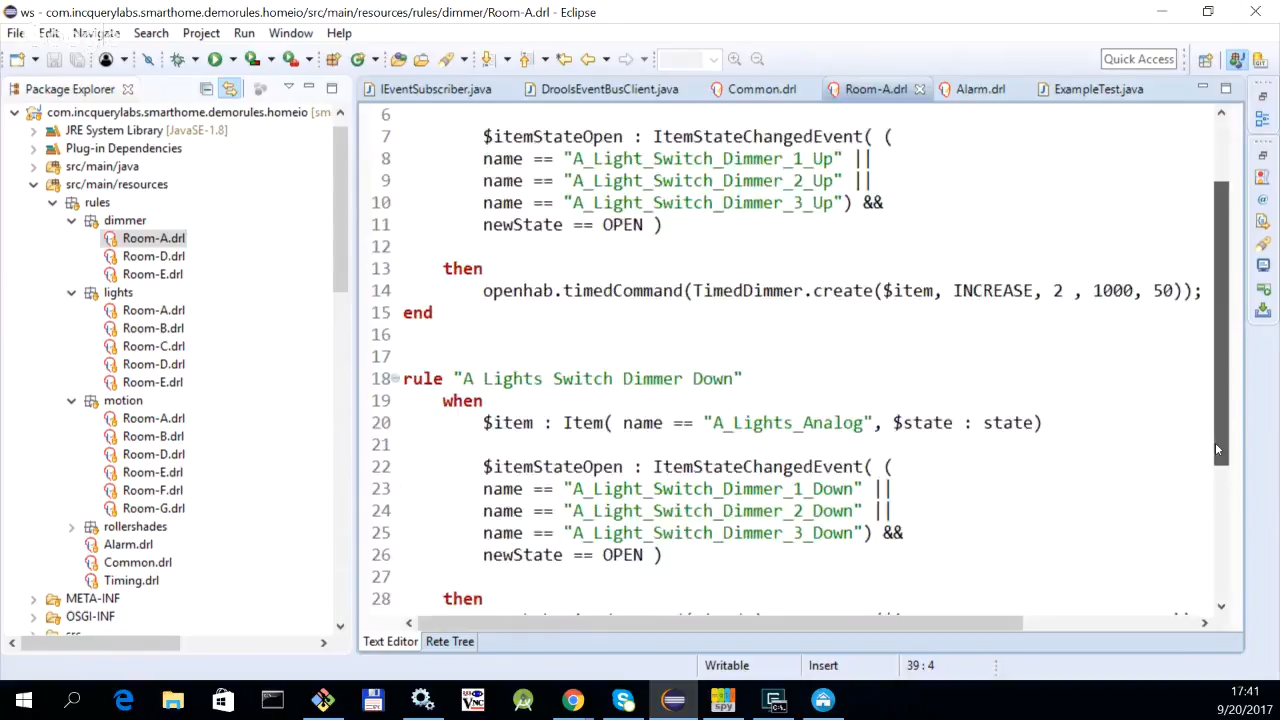 ws - com.incquerylabs.smarthome.demorules.homeio/src/main/resources/rules/dimmer/Room-A.drl - Eclipse
File Edit Navigate Search Project Run Window Help
Quick Access
Package Explorer
IEventSubscriber.java DroolsEventBusClient.java Common.drl Room-A.drl Alarm.drl ExampleTest.java
com.incquerylabs.smarthome.demorules.homeio [sm
JRE System Library [JavaSE-1.8]
Plug-in Dependencies
src/main/java
src/main/resources
rules
dimmer
Room-A.drl
Room-D.drl
Room-E.drl
lights
Room-A.drl
Room-B.drl
Room-C.drl
Room-D.drl
Room-E.drl
motion
Room-A.drl
Room-B.drl
Room-D.drl
Room-E.drl
Room-F.drl
Room-G.drl
rollershades
Alarm.drl
Common.drl
Timing.drl
META-INF
OSGI-INF
6
7 $itemStateOpen : ItemStateChangedEvent( (
8 name == "A_Light_Switch_Dimmer_1_Up" ||
9 name == "A_Light_Switch_Dimmer_2_Up" ||
10 name == "A_Light_Switch_Dimmer_3_Up") &&
11 newState == OPEN )
12
13 then
14 openhab.timedCommand(TimedDimmer.create($item, INCREASE, 2 , 1000, 50));
15 end
16
17
18 rule "A Lights Switch Dimmer Down"
19 when
20 $item : Item( name == "A_Lights_Analog", $state : state)
21
22 $itemStateOpen : ItemStateChangedEvent( (
23 name == "A_Light_Switch_Dimmer_1_Down" ||
24 name == "A_Light_Switch_Dimmer_2_Down" ||
25 name == "A_Light_Switch_Dimmer_3_Down") &&
26 newState == OPEN )
27
28 then
Text Editor Rete Tree
Writable Insert 39 : 4
17:41
9/20/2017